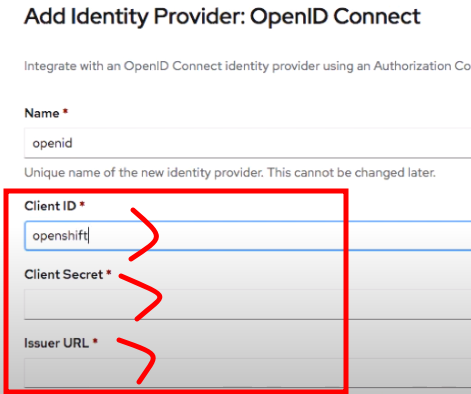 Add Identity Provider: OpenID Connect
Integrate with an OpenID Connect identity provider using an Authorization Co
Name *
openid
Unique name of the new identity provider. This cannot be changed later.
Client ID *
openshift
Client Secret *
Issuer URL *